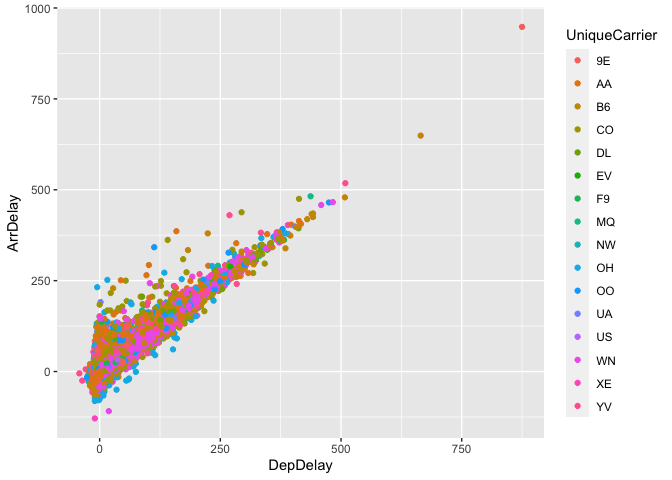 1000
750
500
250
0
ArrDelay
0 250 500 750
DepDelay
UniqueCarrier
9E
AA
B6
CO
DL
EV
F9
MQ
NW
OH
OO
UA
US
WN
XE
YV